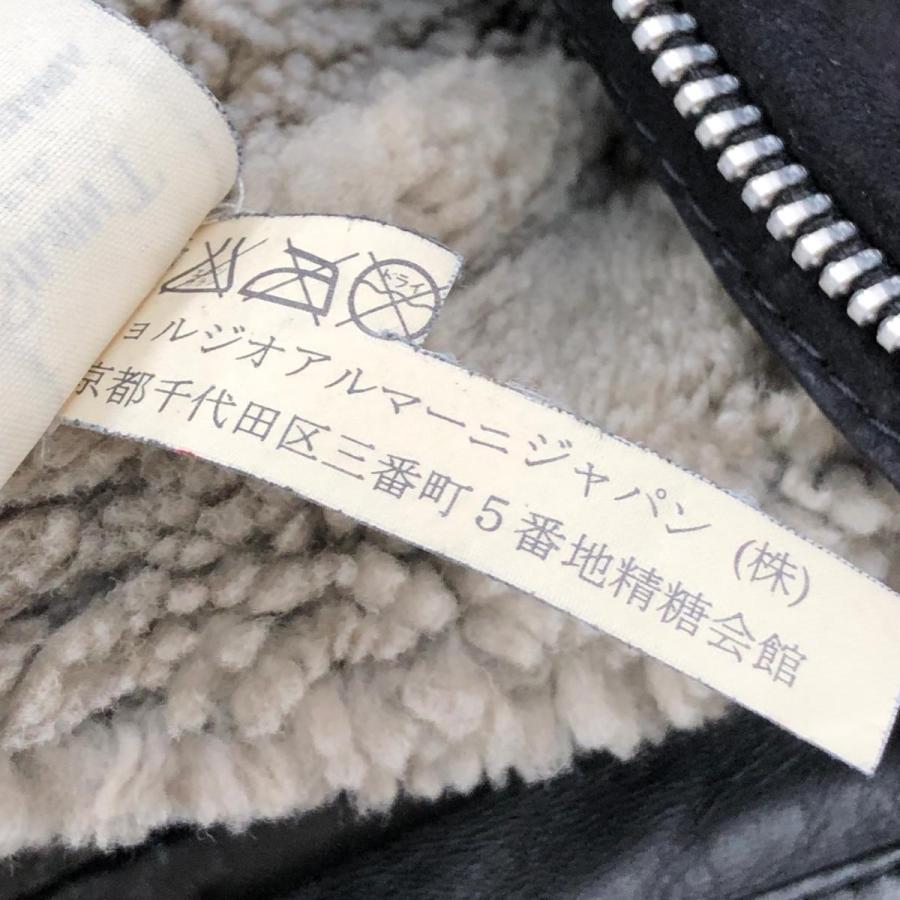 ドライ
ョルジオアルマーニジャパン (株)
京都千代田区三番町5番地精糖会館